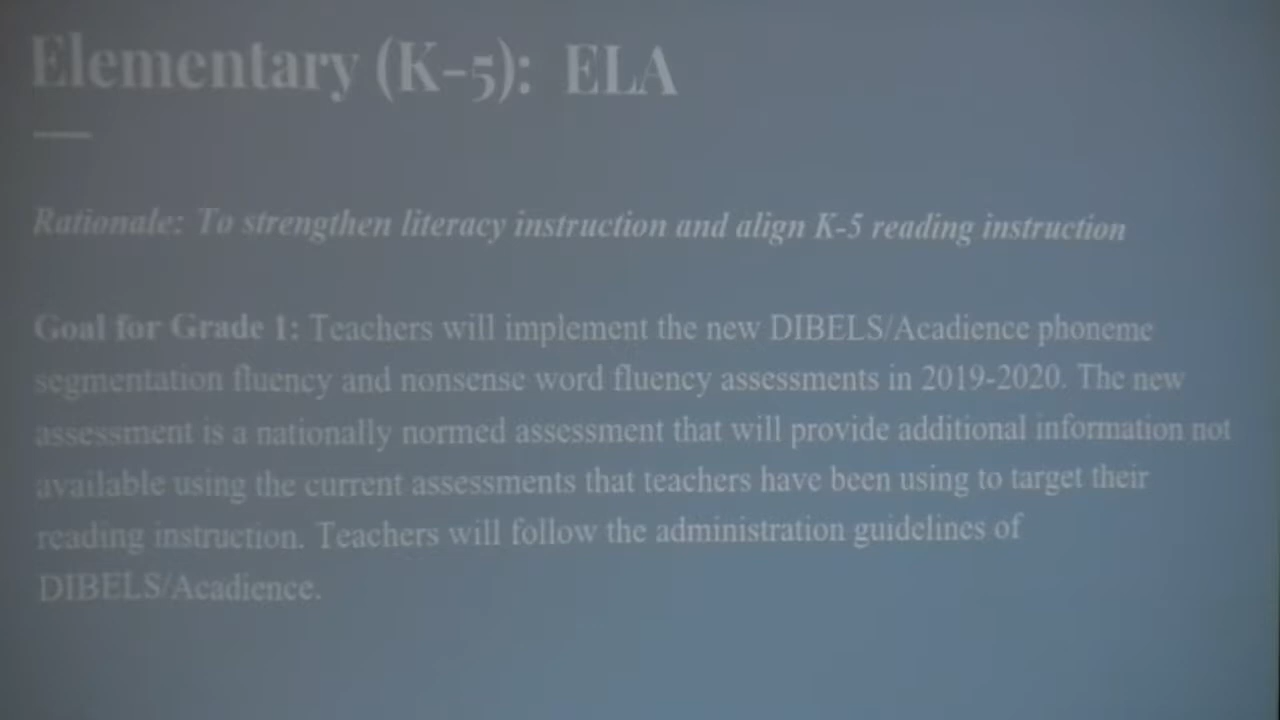 Elementary (K–5): ELA
Rationale: To strengthen literacy instruction and align K-5 reading instruction
Goal for Grade 1: Teachers will implement the new DIBELS/Acadience phoneme
segmentation fluency and nonsense word fluency assessments in 2019-2020. The new
assessment is a nationally normed assessment that will provide additional information not
available using the current assessments that teachers have been using to target their
reading instruction. Teachers will follow the administration guidelines of
DIBELS/Acadience.